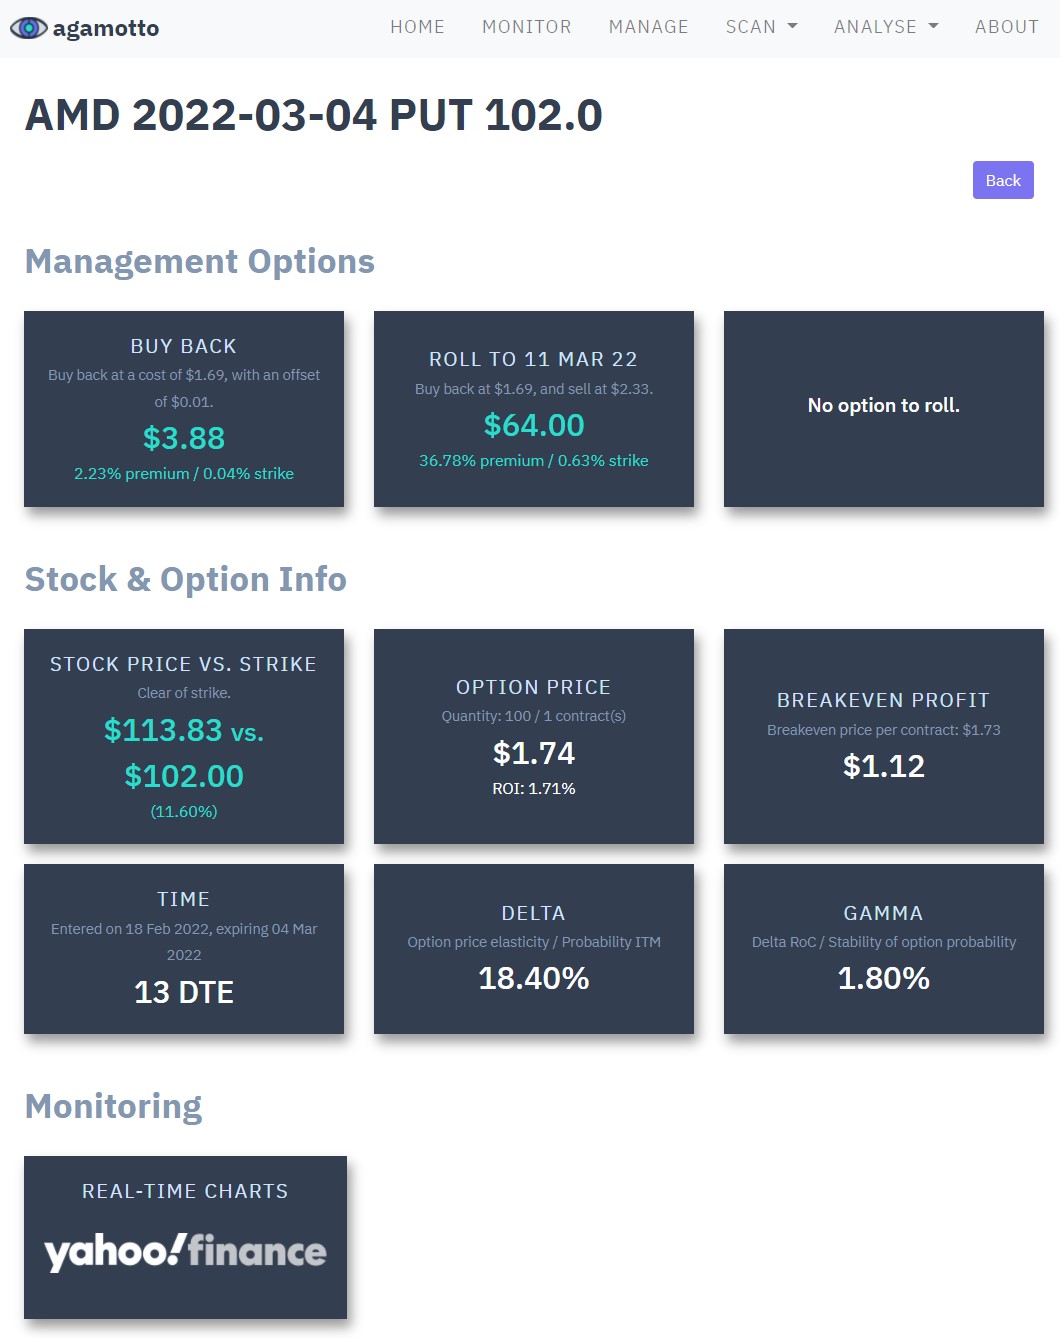 agamotto
HOME MONITOR MANAGE SCAN ANALYSE ABOUT
AMD 2022-03-04 PUT 102.0
Back
Management Options
BUY BACK
Buy back at a cost of $1.69, with an offset
of $0.01.
$3.88
2.23% premium / 0.04% strike
ROLL TO 11 MAR 22
Buy back at $1.69, and sell at $2.33.
$64.00
36.78% premium / 0.63% strike
No option to roll.
Stock & Option Info
STOCK PRICE VS. STRIKE
Clear of strike.
$113.83 vs.
$102.00
(11.60%)
OPTION PRICE
Quantity: 100 / 1 contract(s)
$1.74
ROI: 1.71%
BREAKEVEN PROFIT
Breakeven price per contract: $1.73
$1.12
TIME
Entered on 18 Feb 2022, expiring 04 Mar
2022
13 DTE
DELTA
Option price elasticity / Probability ITM
18.40%
GAMMA
Delta RoC / Stability of option probability
1.80%
Monitoring
REAL-TIME CHARTS
yahoo!finance